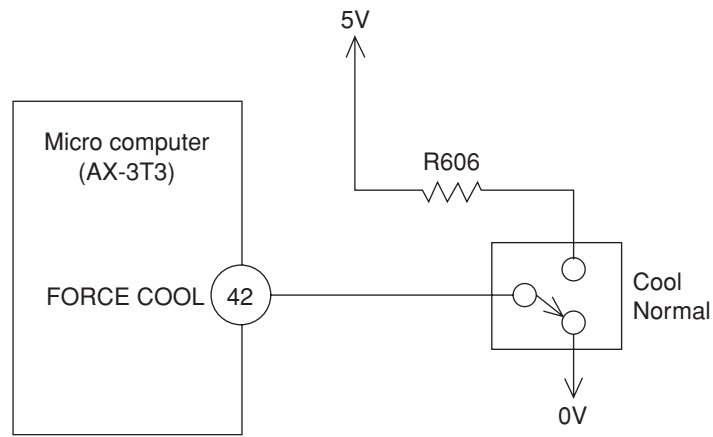 5V
Micro computer
(AX-3T3)
R606
FORCE COOL
42
Cool
Normal
0V